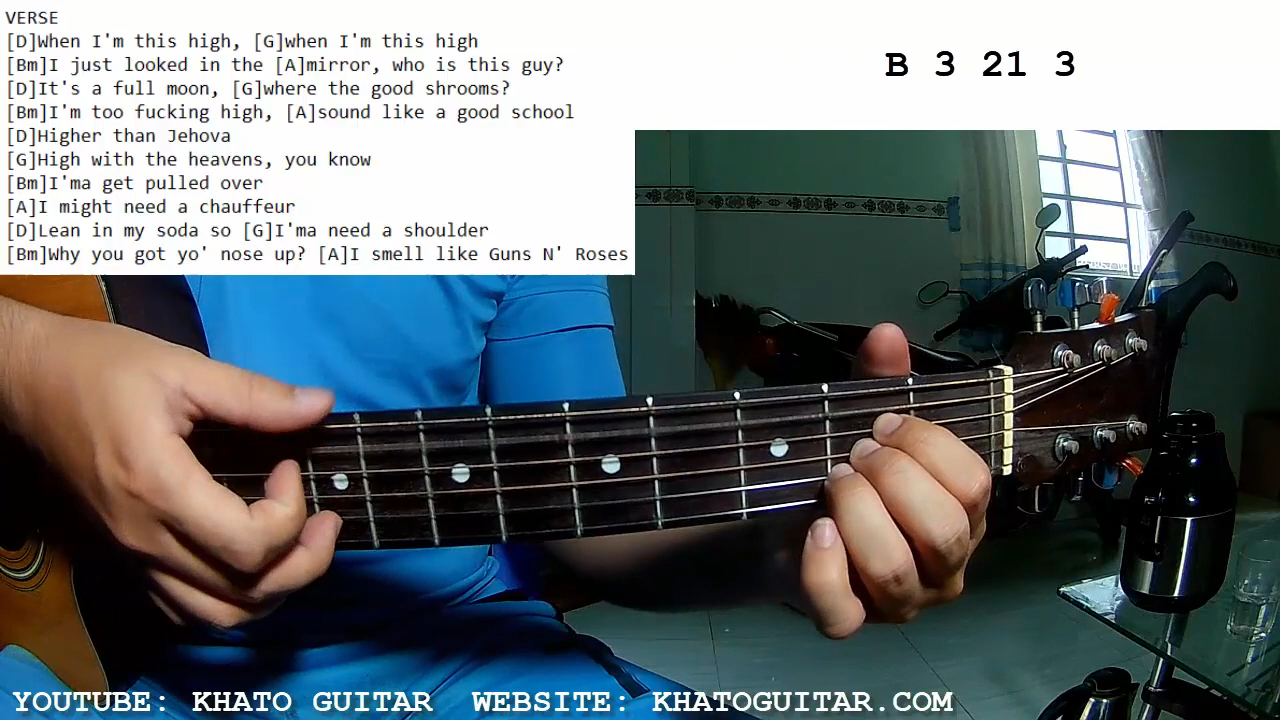 VERSE
[D]When I'm this high, [G]when I'm this high
[Bm]I just looked in the [A]mirror, who is this guy?
[D]It's a full moon, [G]where the good shrooms?
[Bm]I'm too fucking high, [A]sound like a good school
[D]Higher than Jehova
[G]High with the heavens, you know
[Bm]I'ma get pulled over
[A]I might need a chauffeur
[D]Lean in my soda so [G]I'ma need a shoulder
[Bm]Why you got yo' nose up? [A]I smell like Guns N' Roses
B 3 21 3
YOUTUBE: KHATO GUITAR WEBSITE: KHATOGUITAR.COM